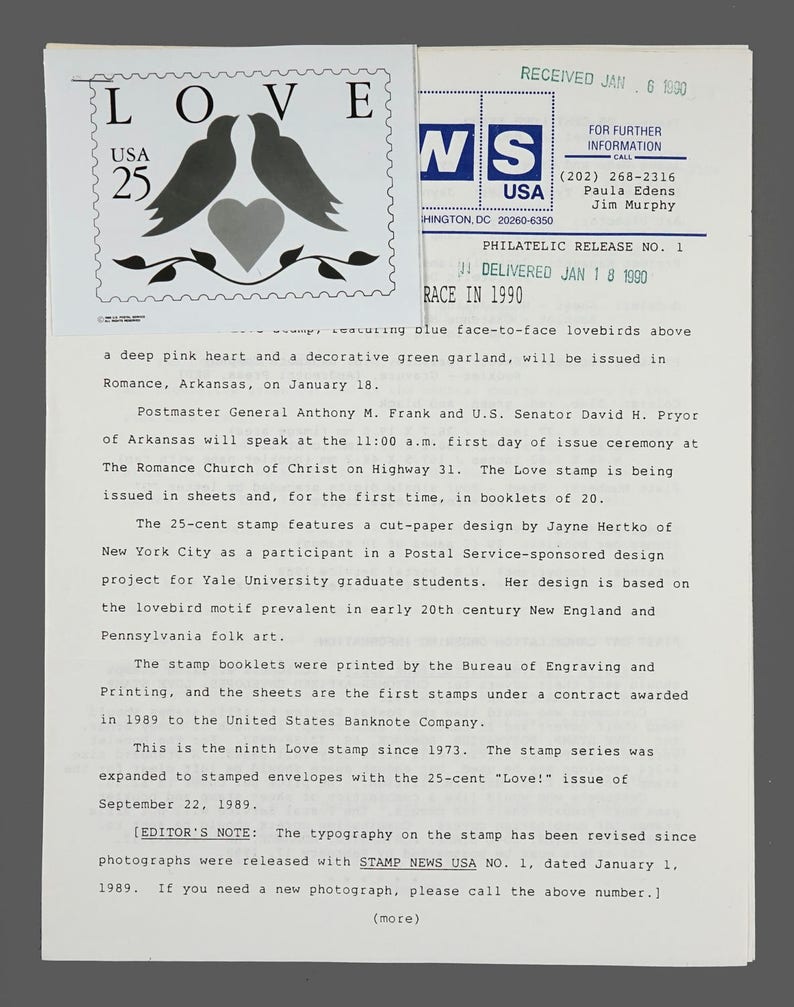 LOVE
USA
25
RECEIVED JAN . 6 1990
WS
USA
FOR FURTHER
INFORMATION
CALL
(202) 268-2316
Paula Edens
Jim Murphy
SHINGTON, DC 20260-6350
PHILATELIC RELEASE NO. 1
DELIVERED JAN 18 1990
RACE IN 1990
featuring blue face-to-face lovebirds above
a deep pink heart and a decorative green garland, will be issued in
Romance, Arkansas, on January 18.
Postmaster General Anthony M. Frank and U.S. Senator David H. Pryor
of Arkansas will speak at the 11:00 a.m. first day of issue ceremony at
The Romance Church of Christ on Highway 31. The Love stamp is being
issued in sheets and, for the first time, in booklets of 20.
The 25-cent stamp features a cut-paper design by Jayne Hertko of
New York City as a participant in a Postal Service-sponsored design
project for Yale University graduate students. Her design is based on
the lovebird motif prevalent in early 20th century New England and
Pennsylvania folk art.
The stamp booklets were printed by the Bureau of Engraving and
Printing, and the sheets are the first stamps under a contract awarded
in 1989 to the United States Banknote Company.
This is the ninth Love stamp since 1973. The stamp series was
expanded to stamped envelopes with the 25-cent "Love!" issue of
September 22, 1989.
[EDITOR'S NOTE: The typography on the stamp has been revised since
photographs were released with STAMP NEWS USA NO. 1, dated January 1,
1989. If you need a new photograph, please call the above number.]
(more)